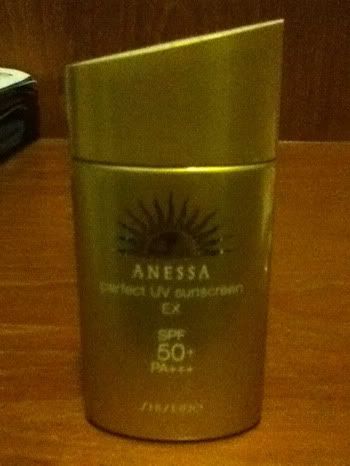 ANESSA
perfect UV sunscreen
EX
SPF
50+
PA+++
SHISEIDO